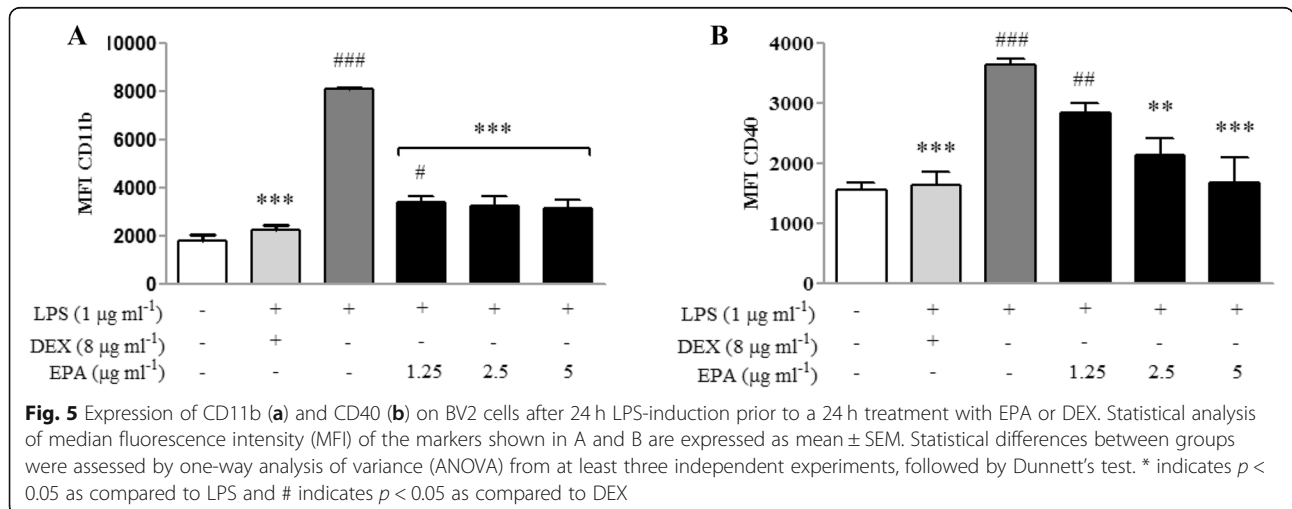 A
B
MFI CD11b
10000
8000
6000
4000
2000
0
***
###
#
***
LPS (1 µg ml-1) - + + + + +
DEX (8 µg ml-1) - + - - - -
EPA (µg ml-1) - - - 1.25 2.5 5
MFI CD40
4000
3000
2000
1000
0
***
###
##
**
***
LPS (1 µg ml-1) - + + + + +
DEX (8 µg ml-1) - + - - - -
EPA (µg ml-1) - - - 1.25 2.5 5
Fig. 5 Expression of CD11b (a) and CD40 (b) on BV2 cells after 24 h LPS-induction prior to a 24 h treatment with EPA or DEX. Statistical analysis
of median fluorescence intensity (MFI) of the markers shown in A and B are expressed as mean ± SEM. Statistical differences between groups
were assessed by one-way analysis of variance (ANOVA) from at least three independent experiments, followed by Dunnett's test. * indicates p <
0.05 as compared to LPS and # indicates p < 0.05 as compared to DEX